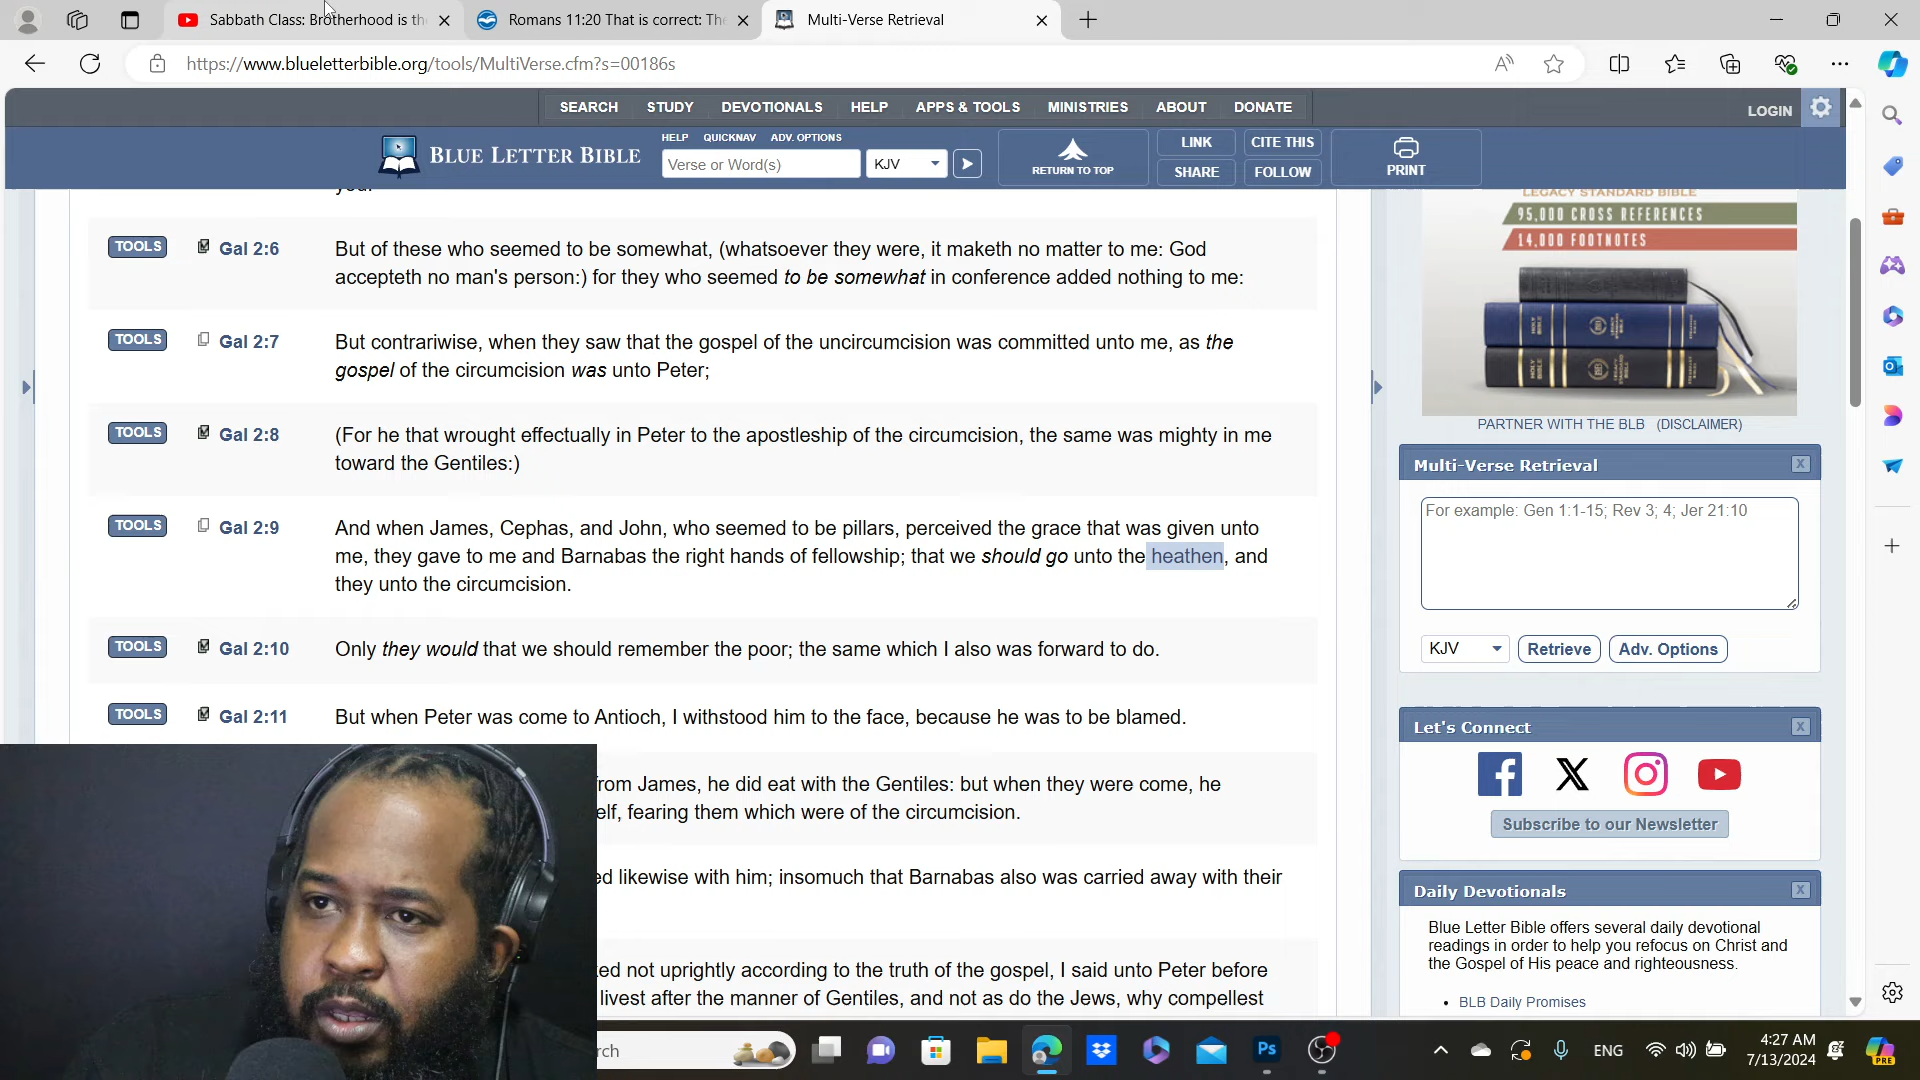 Sabbath Class: Brotherhood is the
Romans 11:20 That is correct: The
Multi-Verse Retrieval
https://www.blueletterbible.org/tools/MultiVerse.cfm?s=00186s
SEARCH STUDY DEVOTIONALS HELP APPS & TOOLS MINISTRIES ABOUT DONATE
LOGIN
HELP QUICKNAV ADV. OPTIONS
BLUE LETTER BIBLE
Verse or Word(s)
KJV
RETURN TO TOP
LINK
CITE THIS
SHARE
FOLLOW
PRINT
you.
TOOLS Gal 2:6 But of these who seemed to be somewhat, (whatsoever they were, it maketh no matter to me: God
accepteth no man's person:) for they who seemed to be somewhat in conference added nothing to me:
TOOLS Gal 2:7 But contrariwise, when they saw that the gospel of the uncircumcision was committed unto me, as the
gospel of the circumcision was unto Peter;
TOOLS Gal 2:8 (For he that wrought effectually in Peter to the apostleship of the circumcision, the same was mighty in me
toward the Gentiles:)
TOOLS Gal 2:9 And when James, Cephas, and John, who seemed to be pillars, perceived the grace that was given unto
me, they gave to me and Barnabas the right hands of fellowship; that we should go unto the heathen, and
they unto the circumcision.
TOOLS Gal 2:10 Only they would that we should remember the poor; the same which I also was forward to do.
TOOLS Gal 2:11 But when Peter was come to Antioch, I withstood him to the face, because he was to be blamed.
rom James, he did eat with the Gentiles: but when they were come, he
elf, fearing them which were of the circumcision.
ed likewise with him; insomuch that Barnabas also was carried away with their
ked not uprightly according to the truth of the gospel, I said unto Peter before
livest after the manner of Gentiles, and not as do the Jews, why compellest
LEGACY STANDARD BIBLE
95,000 CROSS REFERENCES
14,000 FOOTNOTES
PARTNER WITH THE BLB (DISCLAIMER)
Multi-Verse Retrieval X
For example: Gen 1:1-15; Rev 3; 4; Jer 21:10
KJV Retrieve Adv. Options
Let's Connect X
Subscribe to our Newsletter
Daily Devotionals X
Blue Letter Bible offers several daily devotional
readings in order to help you refocus on Christ and
the Gospel of His peace and righteousness.
• BLB Daily Promises
rch
Ps
ENG
4:27 AM
7/13/2024
PRE